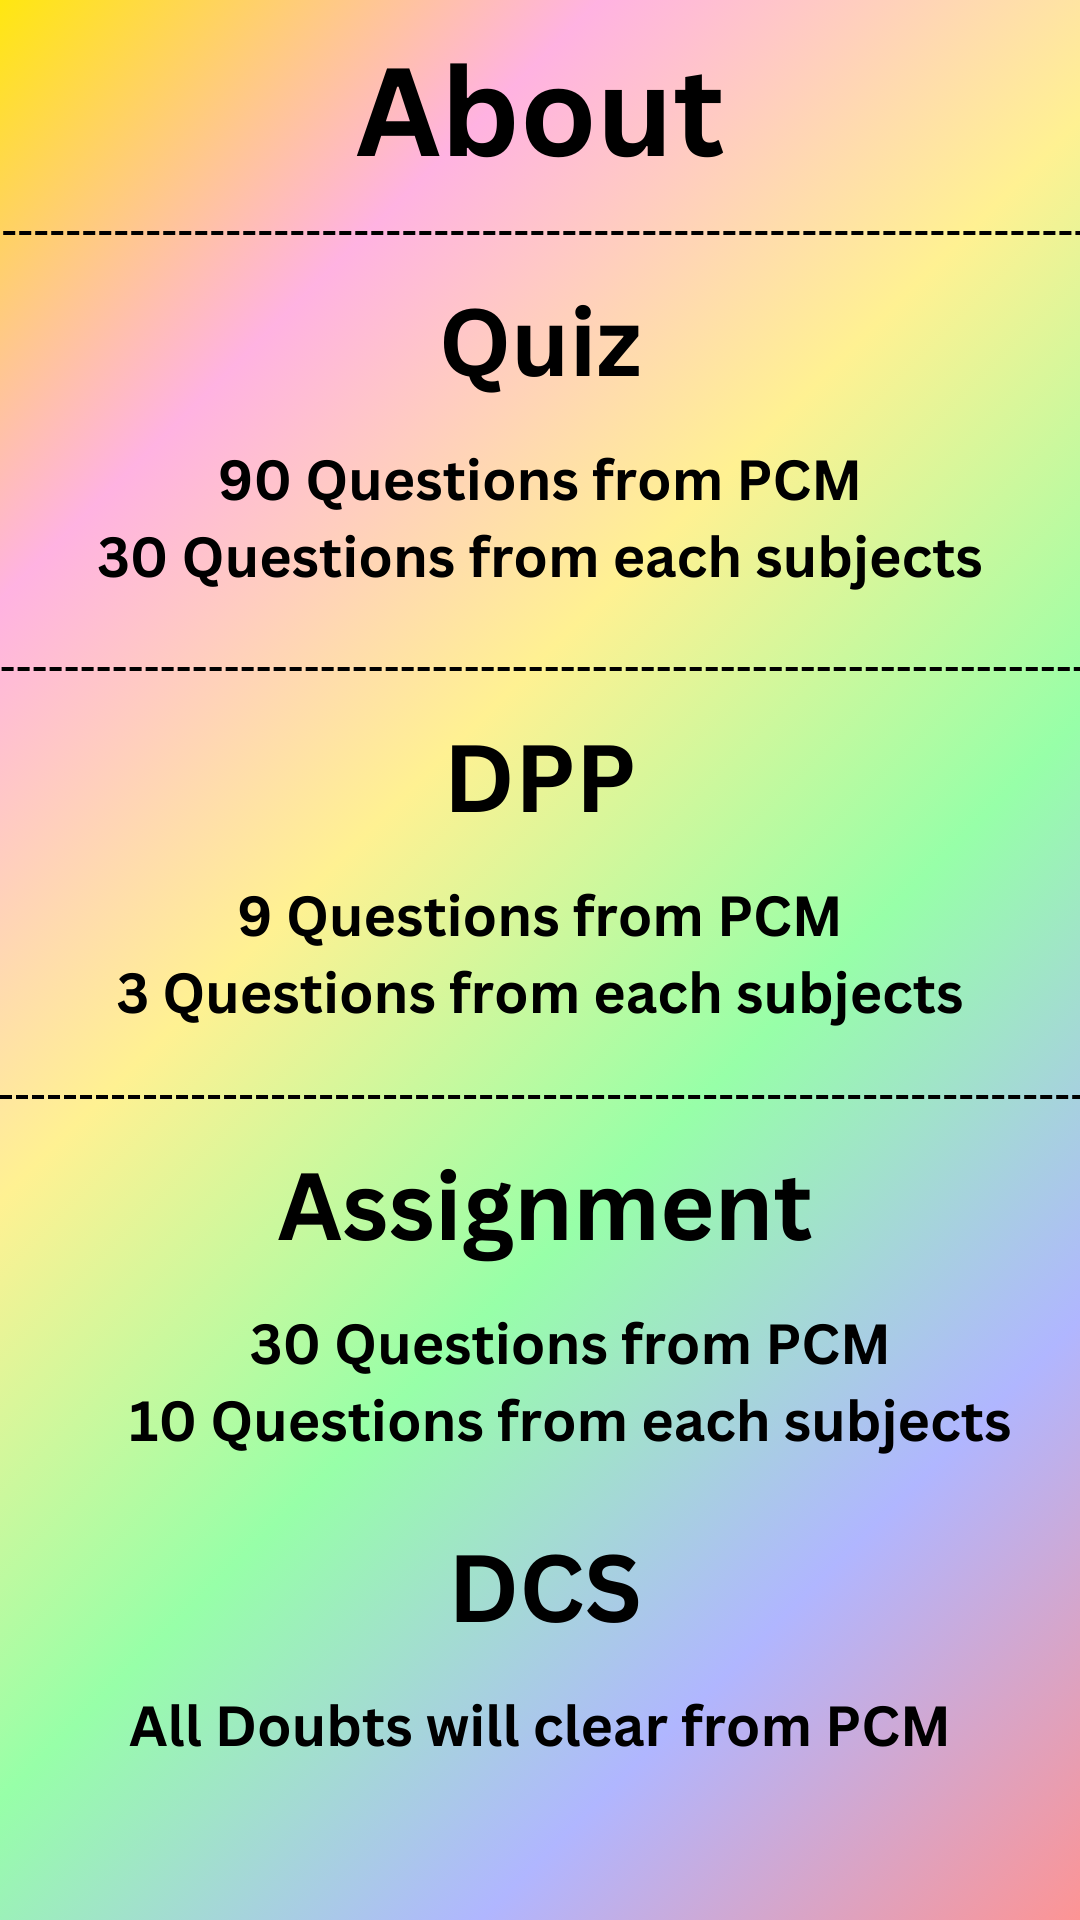 About
Quiz
90 Questions from PCM
30 Questions from each subjects
DPP
9 Questions from PCM
3 Questions from each subjects
Assignment
30 Questions from PCM
10 Questions from each subjects
DCS
All Doubts will clear from PCM